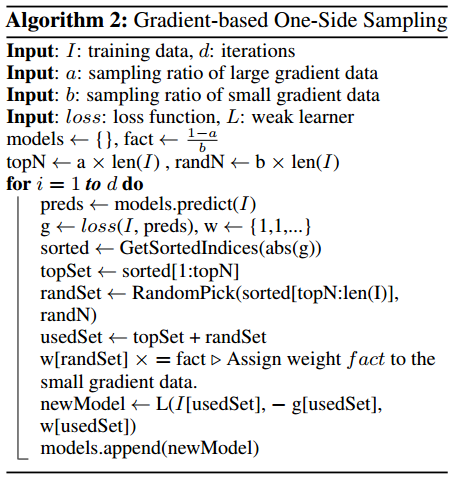 Algorithm 2: Gradient-based One-Side Sampling
Input: I: training data, d: iterations
Input: a: sampling ratio of large gradient data
Input: b: sampling ratio of small gradient data
Input: loss: loss function, L: weak learner
models ← {}, fact ← 1−a/b
topN ← a × len(I) , randN ← b × len(I)
for i = 1 to d do
preds ← models.predict(I)
g ← loss(I, preds), w ← {1,1,...}
sorted ← GetSortedIndices(abs(g))
topSet ← sorted[1:topN]
randSet ← RandomPick(sorted[topN:len(I)],
randN)
usedSet ← topSet + randSet
w[randSet] × = fact ▷ Assign weight fact to the
small gradient data.
newModel ← L(I[usedSet], − g[usedSet],
w[usedSet])
models.append(newModel)